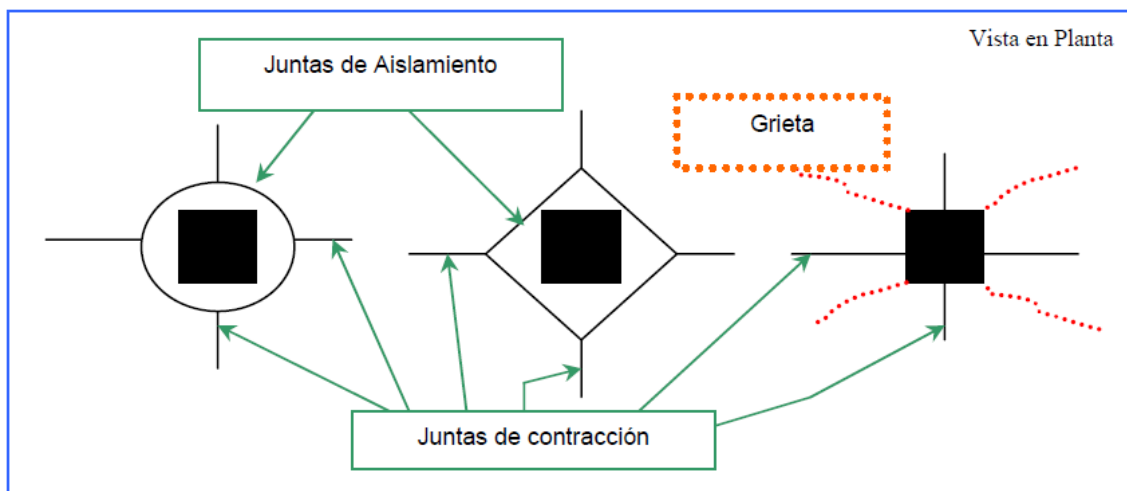 Vista en Planta
Juntas de Aislamiento
Grieta
Juntas de contracción